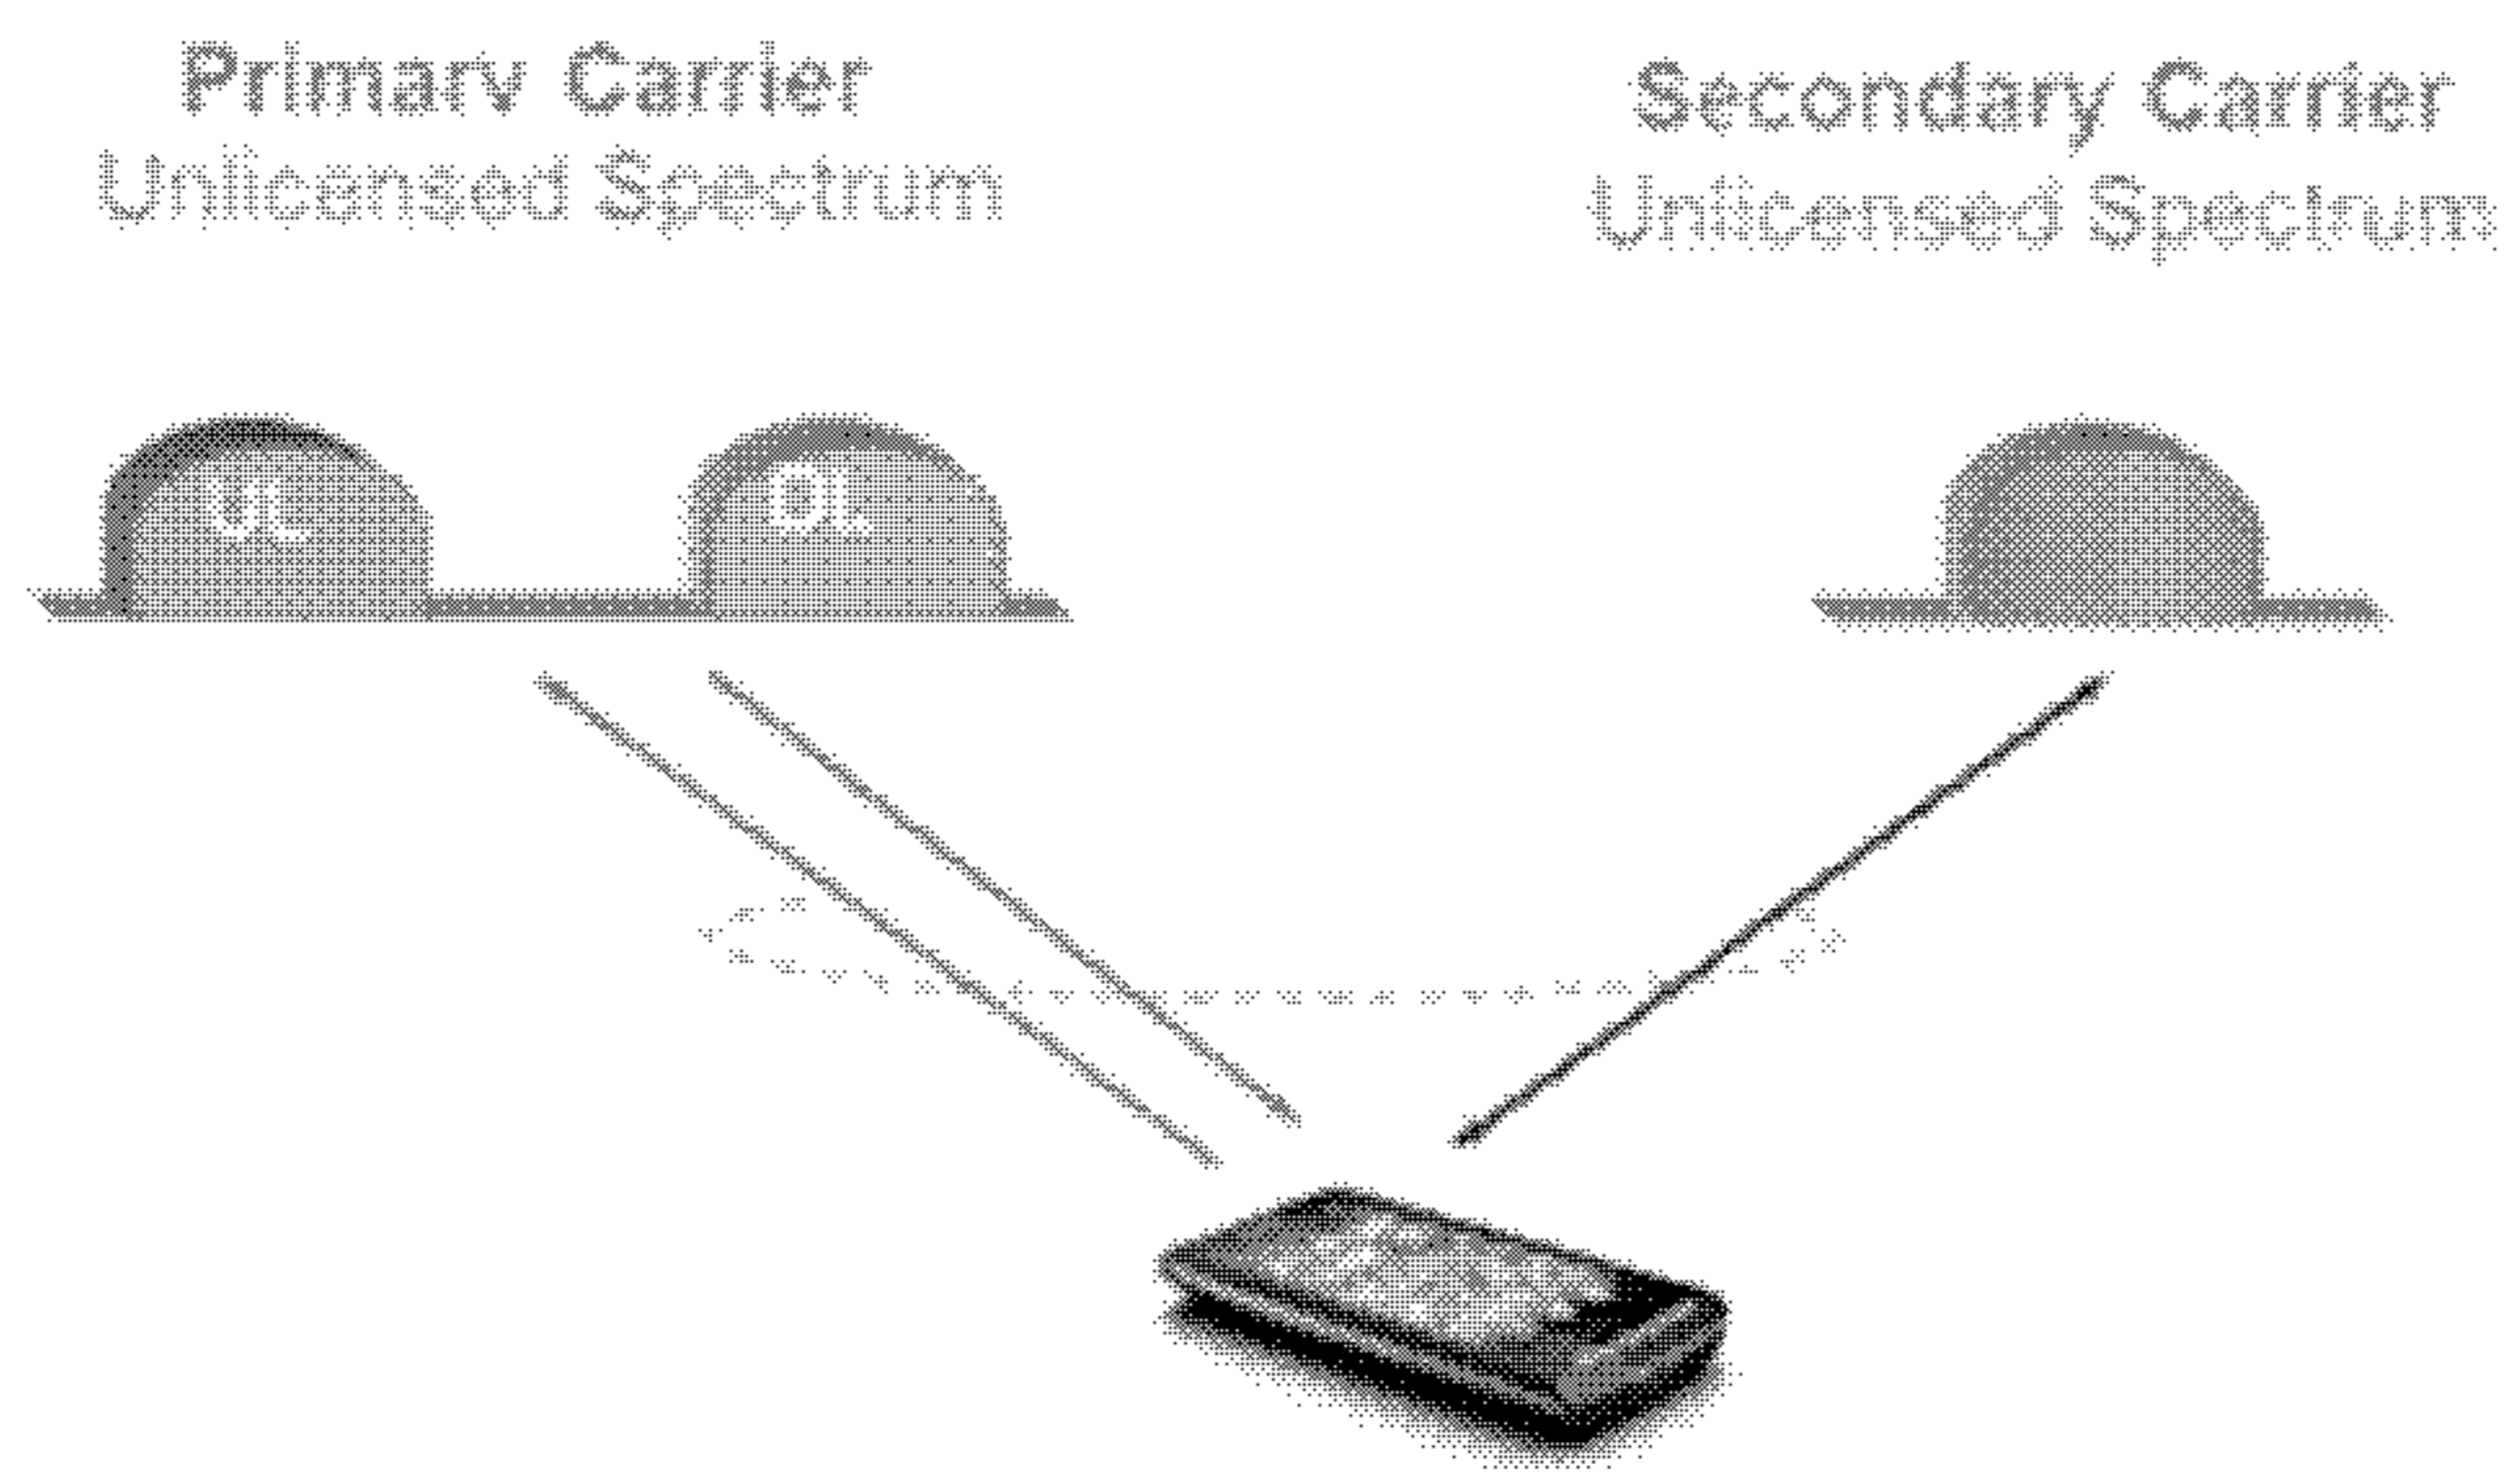 Primary Carrier
Unlicensed Spectrum
Secondary Carrier
Unlicensed Spectrum
UL
DL